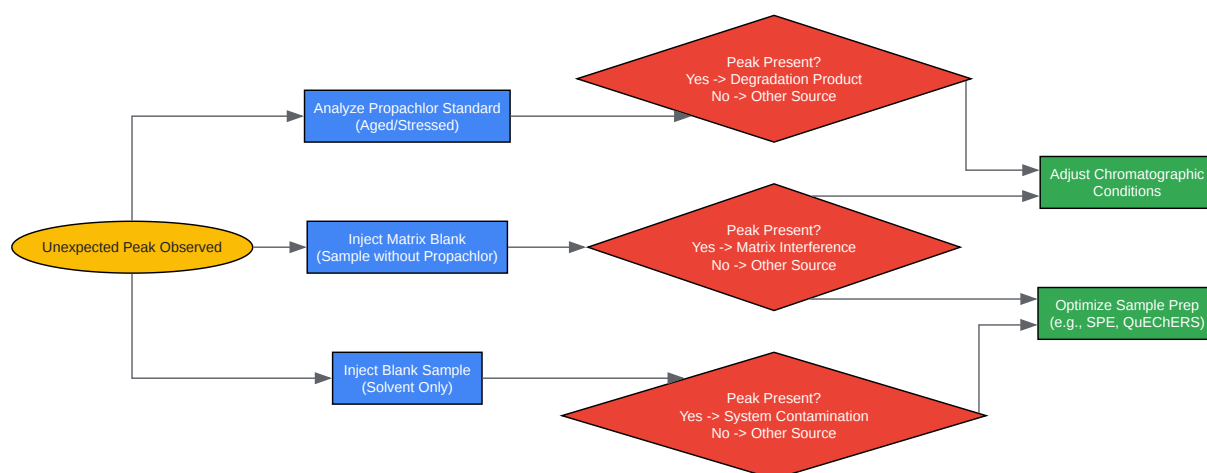 Peak Present?
Yes -> Degradation Product
No -> Other Source
Analyze Propachlor Standard
(Aged/Stressed)
Adjust Chromatographic
Conditions
Unexpected Peak Observed
Inject Matrix Blank
(Sample without Propachlor)
Peak Present?
Yes -> Matrix Interference
No -> Other Source
Optimize Sample Prep
(e.g., SPE, QuEChERS)
Inject Blank Sample
(Solvent Only)
Peak Present?
Yes -> System Contamination
No -> Other Source